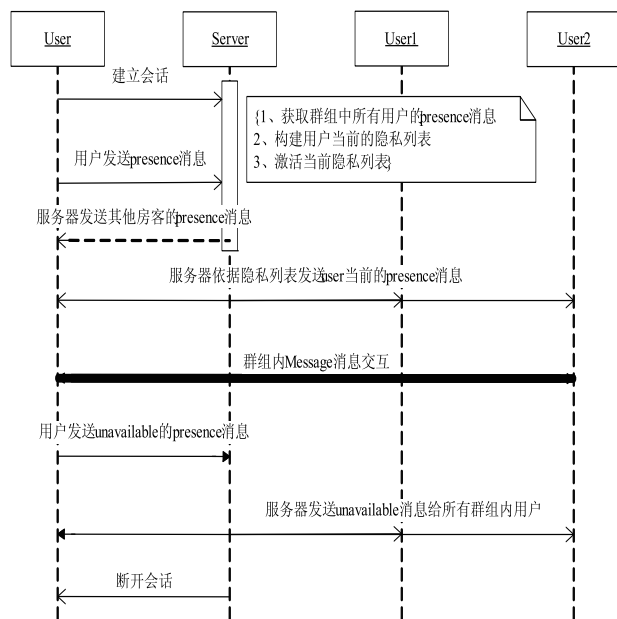 User
Server
User1
User2
建立会话
{1、获取群组中所有用户的presence消息
2、构建用户当前的隐私列表
3、激活当前隐私列表}
用户发送presence消息
服务器发送其他房客的presence消息
服务器依据隐私列表发送user当前的presence消息
群组内Message消息交互
用户发送unavailable的presence消息
服务器发送unavailable消息给所有群组内用户
断开会话